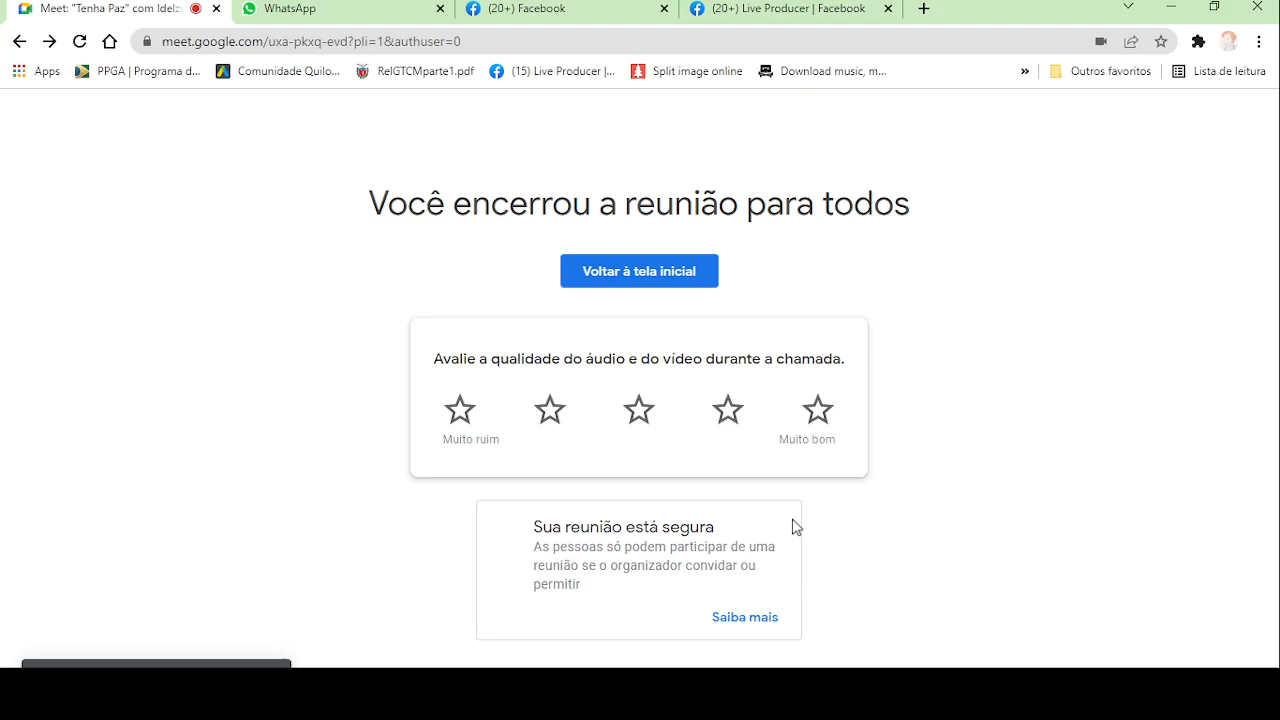 Meet: "Tenha Paz" com Idelz
WhatsApp
(20+) Facebook
(20+) Live Producer | Facebook
meet.google.com/uxa-pkxq-evd?pli=1&authuser=0
Apps
PPGA | Programa d...
Comunidade Quilo...
RelGTCMparte1.pdf
(15) Live Producer |...
Split image online
Download music, m...
»
Outros favoritos
Lista de leitura
Você encerrou a reunião para todos
Voltar à tela inicial
Avalie a qualidade do áudio e do vídeo durante a chamada.
Muito ruim
Muito bom
Sua reunião está segura
As pessoas só podem participar de uma
reunião se o organizador convidar ou
permitir
Saiba mais